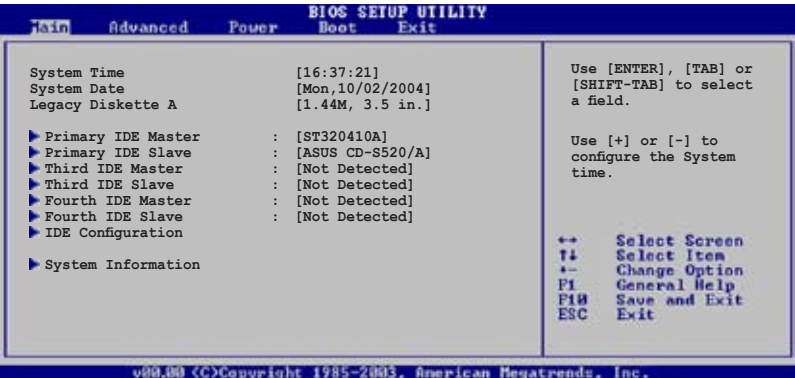 BIOS SETUP UTILITY
Main Advanced Power Boot Exit
System Time [16:37:21]
System Date [Mon,10/02/2004]
Legacy Diskette A [1.44M, 3.5 in.]
Primary IDE Master : [ST320410A]
Primary IDE Slave : [ASUS CD-S520/A]
Third IDE Master : [Not Detected]
Third IDE Slave : [Not Detected]
Fourth IDE Master : [Not Detected]
Fourth IDE Slave : [Not Detected]
IDE Configuration
System Information
Use [ENTER], [TAB] or
[SHIFT-TAB] to select
a field.
Use [+] or [-] to
configure the System
time.
↔ Select Screen
↑↓ Select Item
+- Change Option
F1 General Help
F10 Save and Exit
ESC Exit
v00.00 (C)Copyright 1985-2003, American Megatrends, Inc.